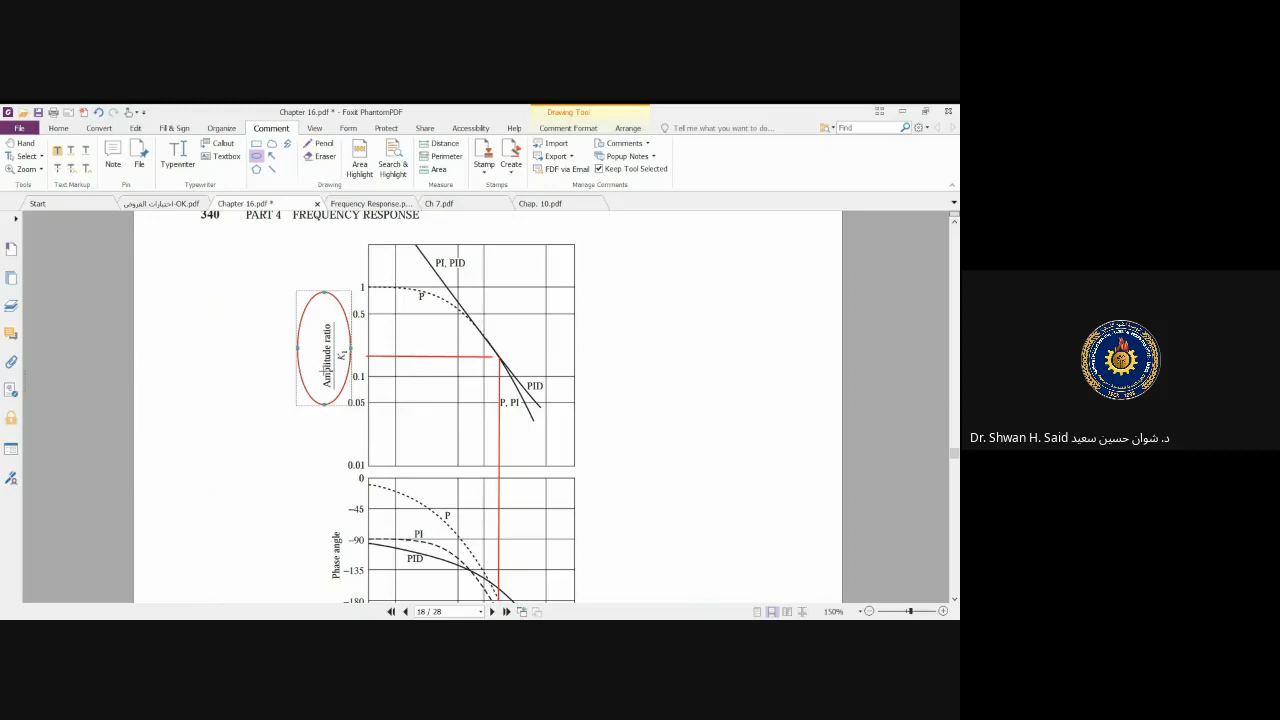 Chapter 16.pdf * - Foxit PhantomPDF
Drawing Tool
File Home Convert Edit Fill & Sign Organize Comment View Form Protect Share Accessibility Help Comment Format Arrange Tell me what you want to do... Find
Hand
Select
Zoom
Tools
Text Markup
Note
File
Pin
Typewriter
Callout
Textbox
Typewriter
Pencil
Eraser
Drawing
Area Highlight
Search & Highlight
Distance
Perimeter
Area
Measure
Stamp
Create
Stamps
Import
Export
FDF via Email
Comments
Popup Notes
Keep Tool Selected
Manage Comments
Start
Chapter 16.pdf *
Frequency Response.p...
Ch 7.pdf
Chap. 10.pdf
340 PART 4 FREQUENCY RESPONSE
PI, PID
1
P
0.5
Amplitude ratio
K1
0.1
PID
0.05
P, PI
0.01
0
-45
P
-90
PI
PID
Phase angle
-135
-180
18 / 28
150%
Dr. Shwan H. Said د. شوان حسين سعيد